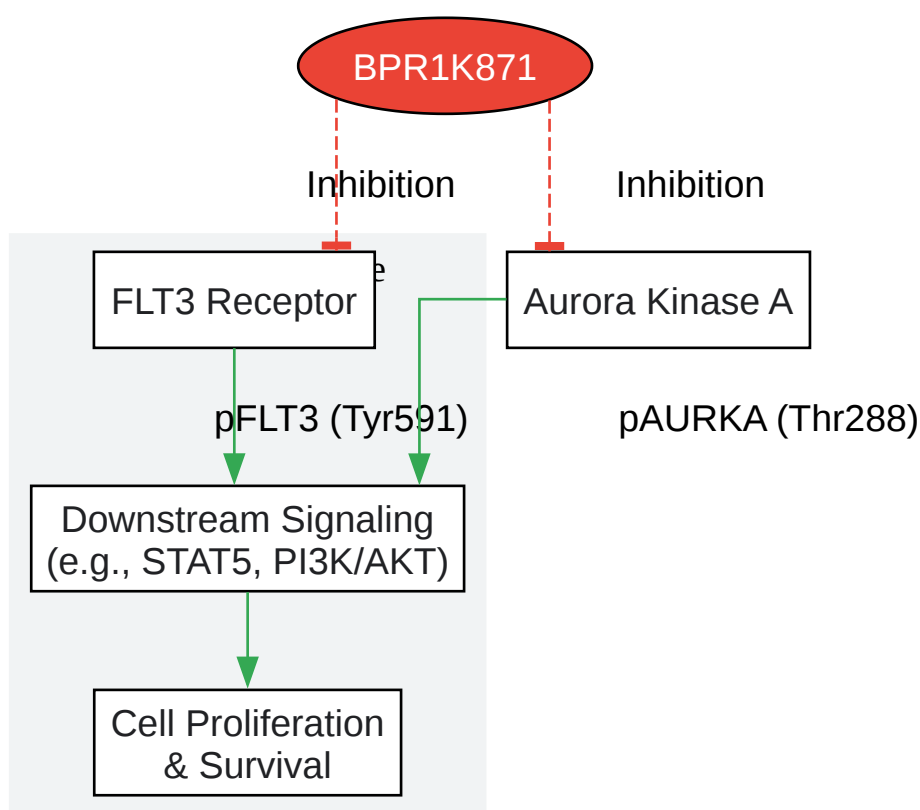 BPR1K871
Inhibition
Inhibition
FLT3 Receptor
Aurora Kinase A
pFLT3 (Tyr591)
pAURKA (Thr288)
Downstream Signaling
(e.g., STAT5, PI3K/AKT)
Cell Proliferation
& Survival